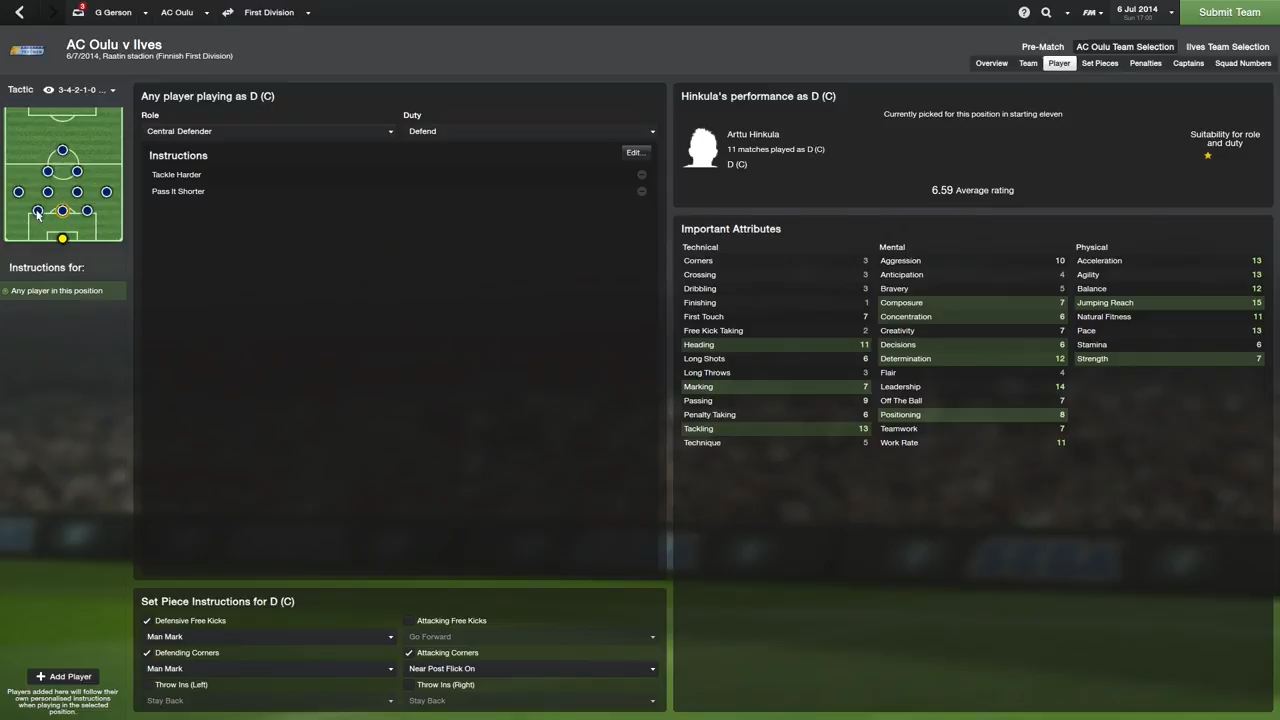 3 G Gerson AC Oulu First Division FM 6 Jul 2014 Sun 17:00 Submit Team
AC Oulu v Ilves
6/7/2014, Raatin stadion (Finnish First Division)
Pre-Match AC Oulu Team Selection Ilves Team Selection
Overview Team Player Set Pieces Penalties Captains Squad Numbers
Tactic 3-4-2-1-0 ...
Instructions for:
Any player in this position
Add Player
Players added here will follow their own personalised instructions when playing in the selected position.
Any player playing as D (C)
Role Duty
Central Defender Defend
Instructions Edit...
Tackle Harder
Pass It Shorter
Set Piece Instructions for D (C)
Defensive Free Kicks Attacking Free Kicks
Man Mark Go Forward
Defending Corners Attacking Corners
Man Mark Near Post Flick On
Throw Ins (Left) Throw Ins (Right)
Stay Back Stay Back
Hinkula's performance as D (C)
Currently picked for this position in starting eleven
Arttu Hinkula
11 matches played as D (C)
D (C)
Suitability for role and duty
6.59 Average rating
Important Attributes
Technical Mental Physical
Corners 3 Aggression 10 Acceleration 13
Crossing 3 Anticipation 4 Agility 13
Dribbling 3 Bravery 5 Balance 12
Finishing 1 Composure 7 Jumping Reach 15
First Touch 7 Concentration 6 Natural Fitness 11
Free Kick Taking 2 Creativity 7 Pace 13
Heading 11 Decisions 6 Stamina 6
Long Shots 6 Determination 12 Strength 7
Long Throws 3 Flair 4
Marking 7 Leadership 14
Passing 9 Off The Ball 7
Penalty Taking 6 Positioning 8
Tackling 13 Teamwork 7
Technique 5 Work Rate 11